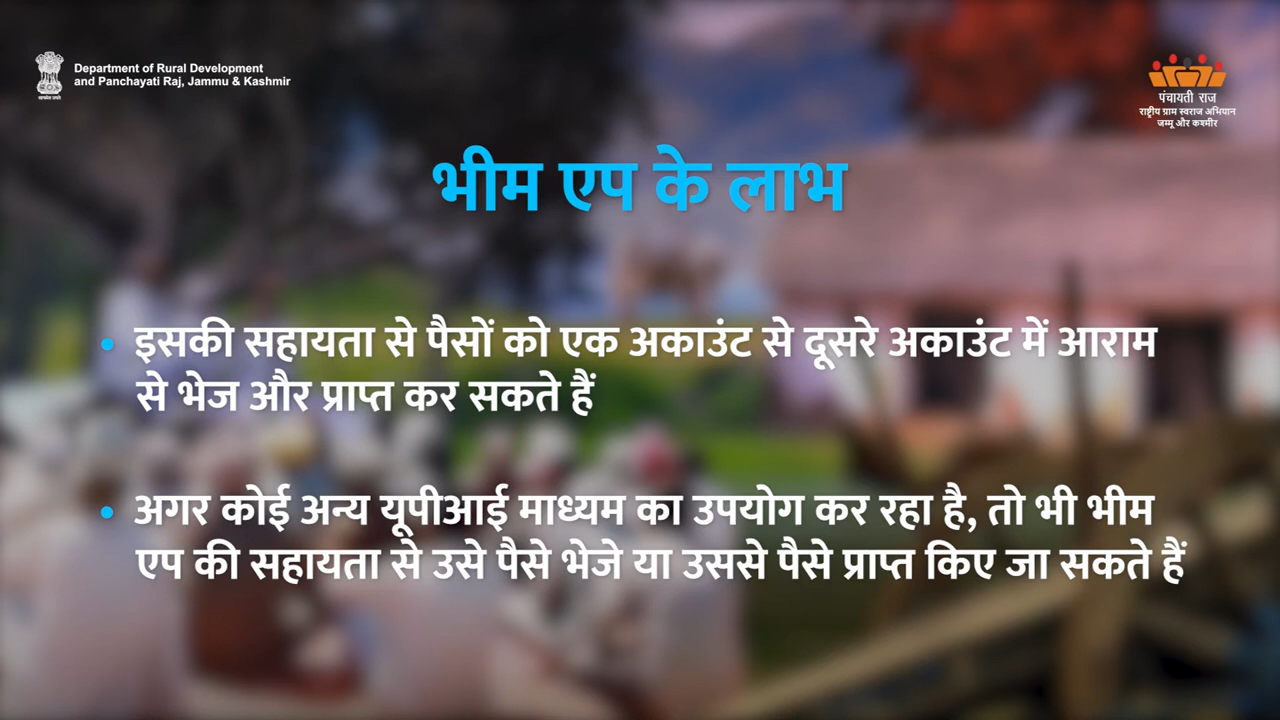 Department of Rural Development
and Panchayati Raj, Jammu & Kashmir
पंचायती राज
राष्ट्रीय ग्राम स्वराज अभियान
जम्मू और कश्मीर
भीम एप के लाभ
• इसकी सहायता से पैसों को एक अकाउंट से दूसरे अकाउंट में आराम
से भेज और प्राप्त कर सकते हैं
• अगर कोई अन्य यूपीआई माध्यम का उपयोग कर रहा है, तो भी भीम
एप की सहायता से उसे पैसे भेजे या उससे पैसे प्राप्त किए जा सकते हैं